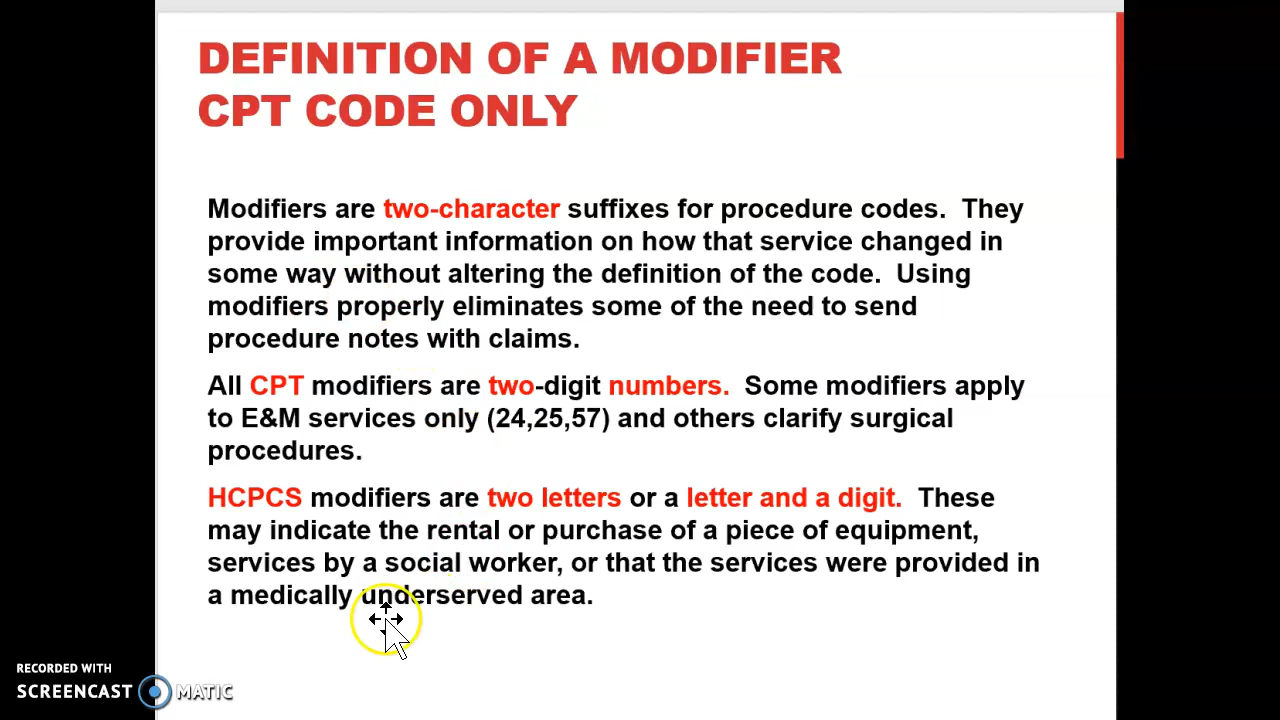 DEFINITION OF A MODIFIER
CPT CODE ONLY
Modifiers are two-character suffixes for procedure codes.  They
provide important information on how that service changed in
some way without altering the definition of the code.  Using
modifiers properly eliminates some of the need to send
procedure notes with claims.
All CPT modifiers are two-digit numbers.  Some modifiers apply
to E&M services only (24,25,57) and others clarify surgical
procedures.
HCPCS modifiers are two letters or a letter and a digit.  These
may indicate the rental or purchase of a piece of equipment,
services by a social worker, or that the services were provided in
a medically underserved area.
RECORDED WITH
SCREENCAST MATIC